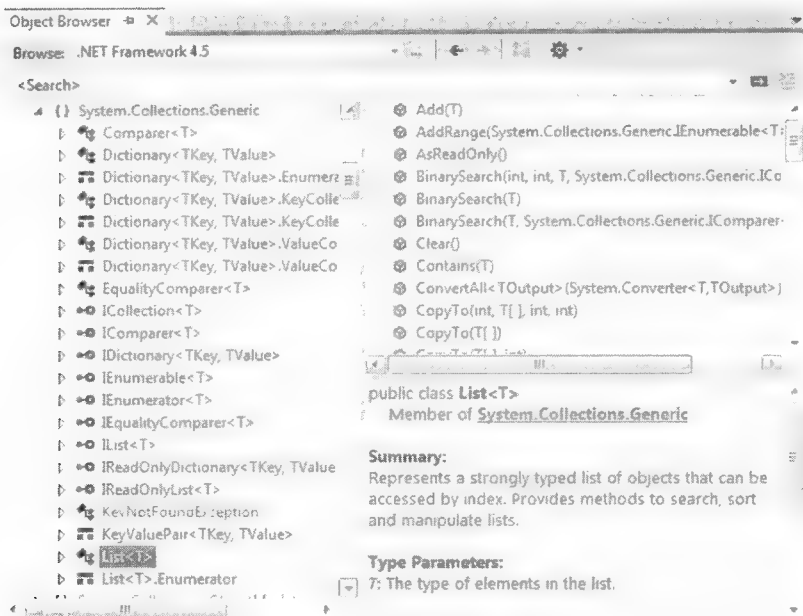 Object Browser
Browse: .NET Framework 4.5
<Search>
{} System.Collections.Generic
Comparer<T>
Dictionary<TKey, TValue>
Dictionary<TKey, TValue>.Enumera
Dictionary<TKey, TValue>.KeyColle
Dictionary<TKey, TValue>.KeyColle
Dictionary<TKey, TValue>.ValueCo
Dictionary<TKey, TValue>.ValueCo
EqualityComparer<T>
ICollection<T>
IComparer<T>
IDictionary<TKey, TValue>
IEnumerable<T>
IEnumerator<T>
IEqualityComparer<T>
IList<T>
IReadOnlyDictionary<TKey, TValue
IReadOnlyList<T>
KeyNotFoundException
KeyValuePair<TKey, TValue>
List<T>
List<T>.Enumerator
Add(T)
AddRange(System.Collections.Generic.IEnumerable<T>
AsReadOnly()
BinarySearch(int, int, T, System.Collections.Generic.ICo
BinarySearch(T)
BinarySearch(T, System.Collections.Generic.IComparer
Clear()
Contains(T)
ConvertAll<TOutput>(System.Converter<T,TOutput>)
CopyTo(int, T[ ], int, int)
CopyTo(T[ ])
CopyTo(T[ ], int)
public class List<T>
Member of System.Collections.Generic
Summary:
Represents a strongly typed list of objects that can be
accessed by index. Provides methods to search, sort
and manipulate lists.
Type Parameters:
T: The type of elements in the list.